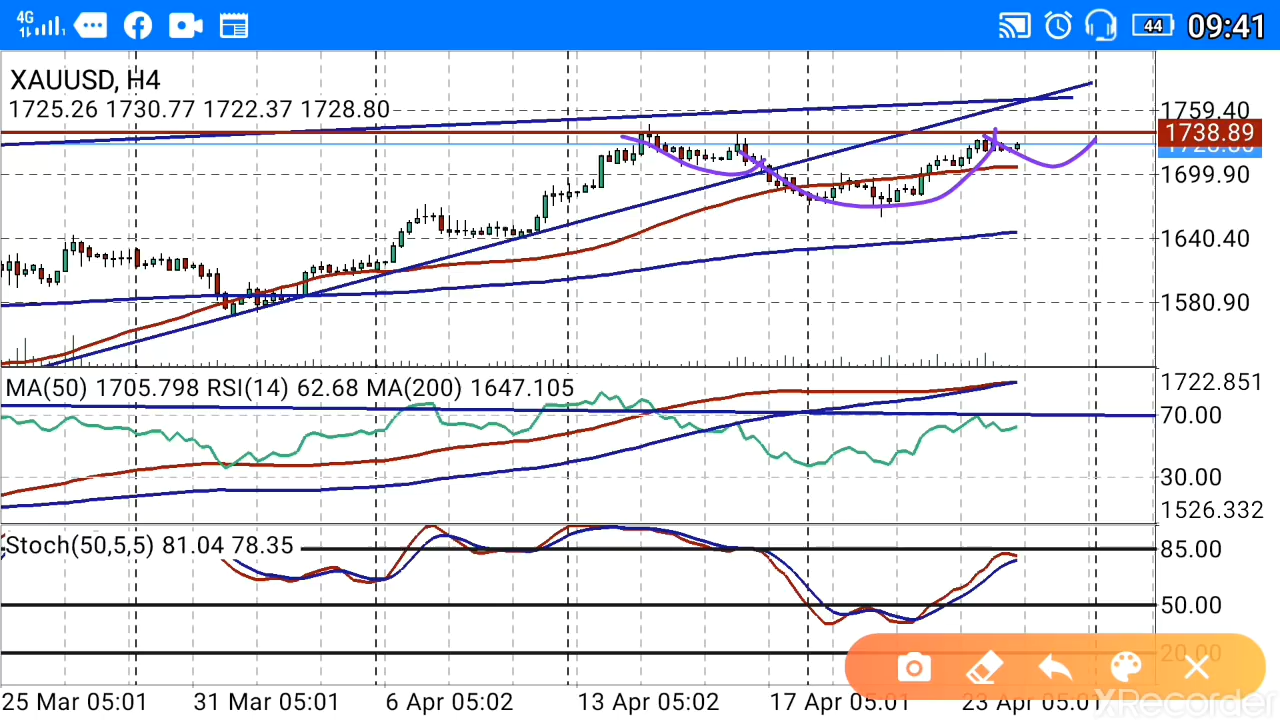 4G 44 09:41
XAUUSD, H4
1725.26 1730.77 1722.37 1728.80
1759.40
1738.89
1699.90
1640.40
1580.90
MA(50) 1705.798 RSI(14) 62.68 MA(200) 1647.105
1722.851
70.00
30.00
1526.332
Stoch(50,5,5) 81.04 78.35
85.00
50.00
20.00
25 Mar 05:01 31 Mar 05:01 6 Apr 05:02 13 Apr 05:02 17 Apr 05:01 23 Apr 05:01
XRecorder